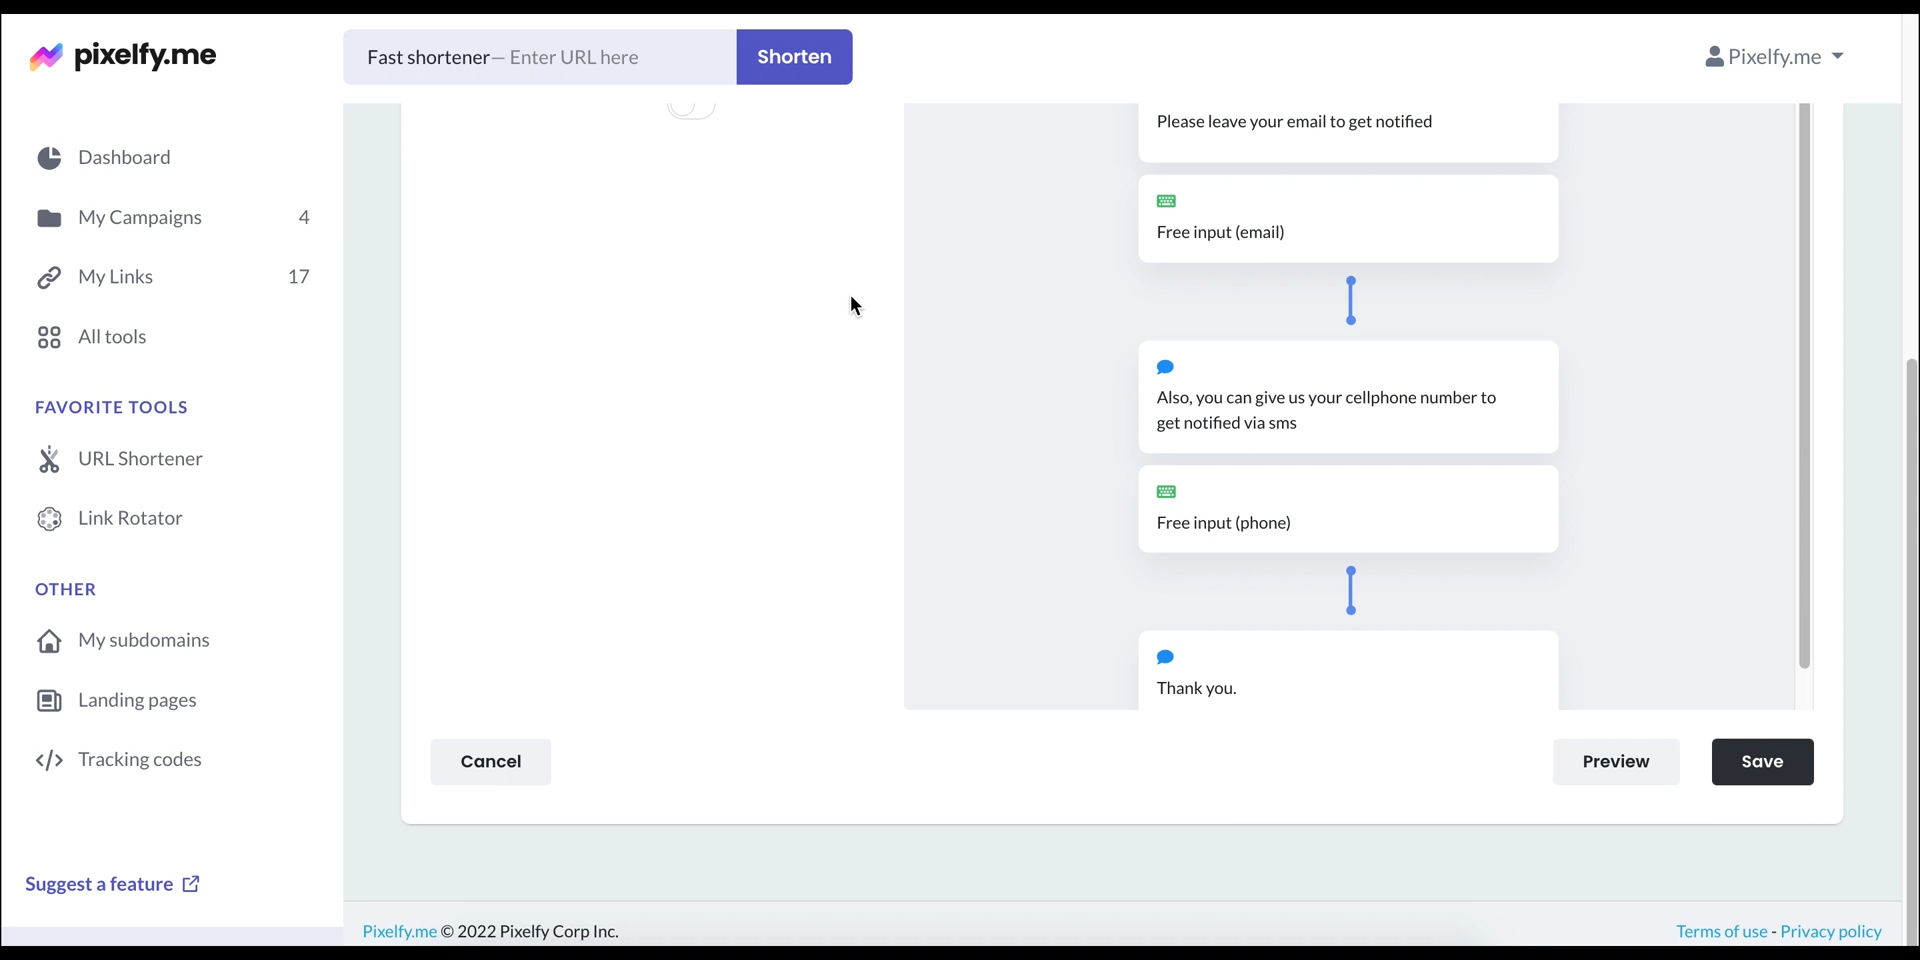 pixelfy.me
Fast shortener— Enter URL here
Shorten
Pixelfy.me
Dashboard
My Campaigns 4
My Links 17
All tools
FAVORITE TOOLS
URL Shortener
Link Rotator
OTHER
My subdomains
Landing pages
Tracking codes
Suggest a feature
Please leave your email to get notified
Free input (email)
Also, you can give us your cellphone number to
get notified via sms
Free input (phone)
Thank you.
Cancel
Preview
Save
Pixelfy.me © 2022 Pixelfy Corp Inc.
Terms of use - Privacy policy